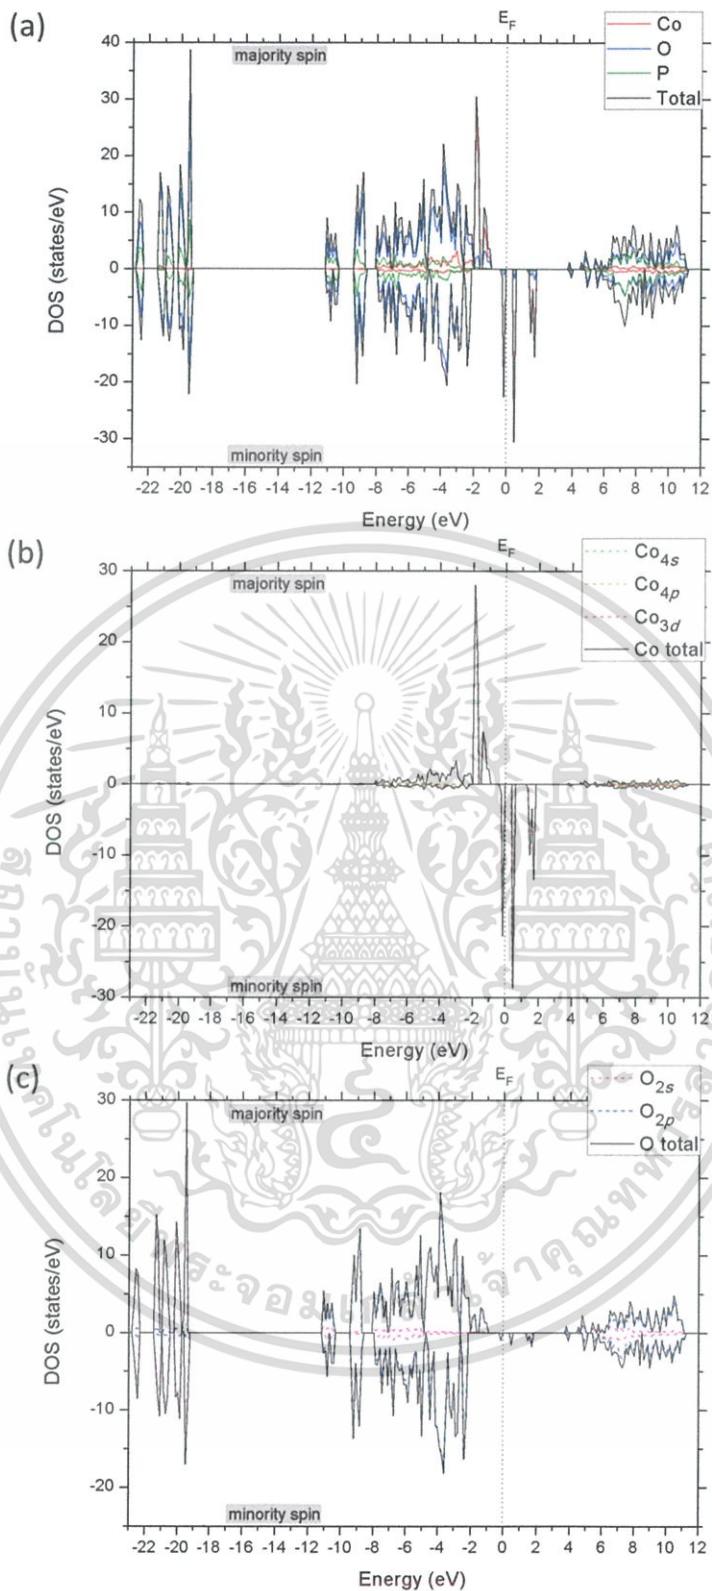 (a)
E_F
Co
O
P
Total
majority spin
40
30
20
10
0
-10
-20
-30
DOS (states/eV)
minority spin
-22 -20 -18 -16 -14 -12 -10 -8 -6 -4 -2 0 2 4 6 8 10 12
Energy (eV)
(b)
E_F
Co4s
Co4p
Co3d
Co total
majority spin
30
20
10
0
-10
-20
-30
DOS (states/eV)
minority spin
-22 -20 -18 -16 -14 -12 -10 -8 -6 -4 -2 0 2 4 6 8 10 12
Energy (eV)
(c)
E_F
O2s
O2p
O total
majority spin
30
20
10
0
-10
-20
DOS (states/eV)
minority spin
-22 -20 -18 -16 -14 -12 -10 -8 -6 -4 -2 0 2 4 6 8 10 12
Energy (eV)